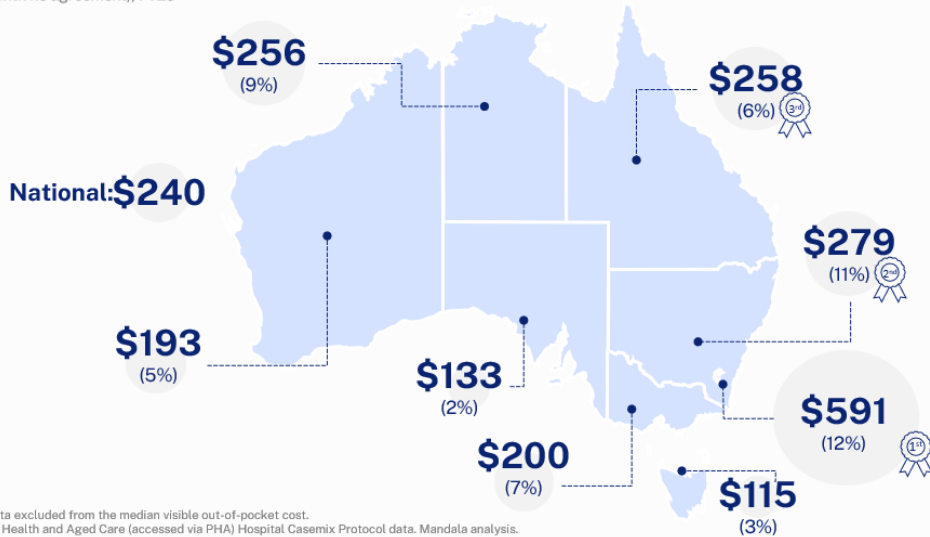 $256
(9%)
$258
(6%)
3rd
National: $240
$279
(11%)
2nd
$193
(5%)
$133
(2%)
$591
(12%)
1st
$200
(7%)
$115
(3%)
excluded from the median visible out-of-pocket cost.
Health and Aged Care (accessed via PHA) Hospital Casemix Protocol data. Mandala analysis.